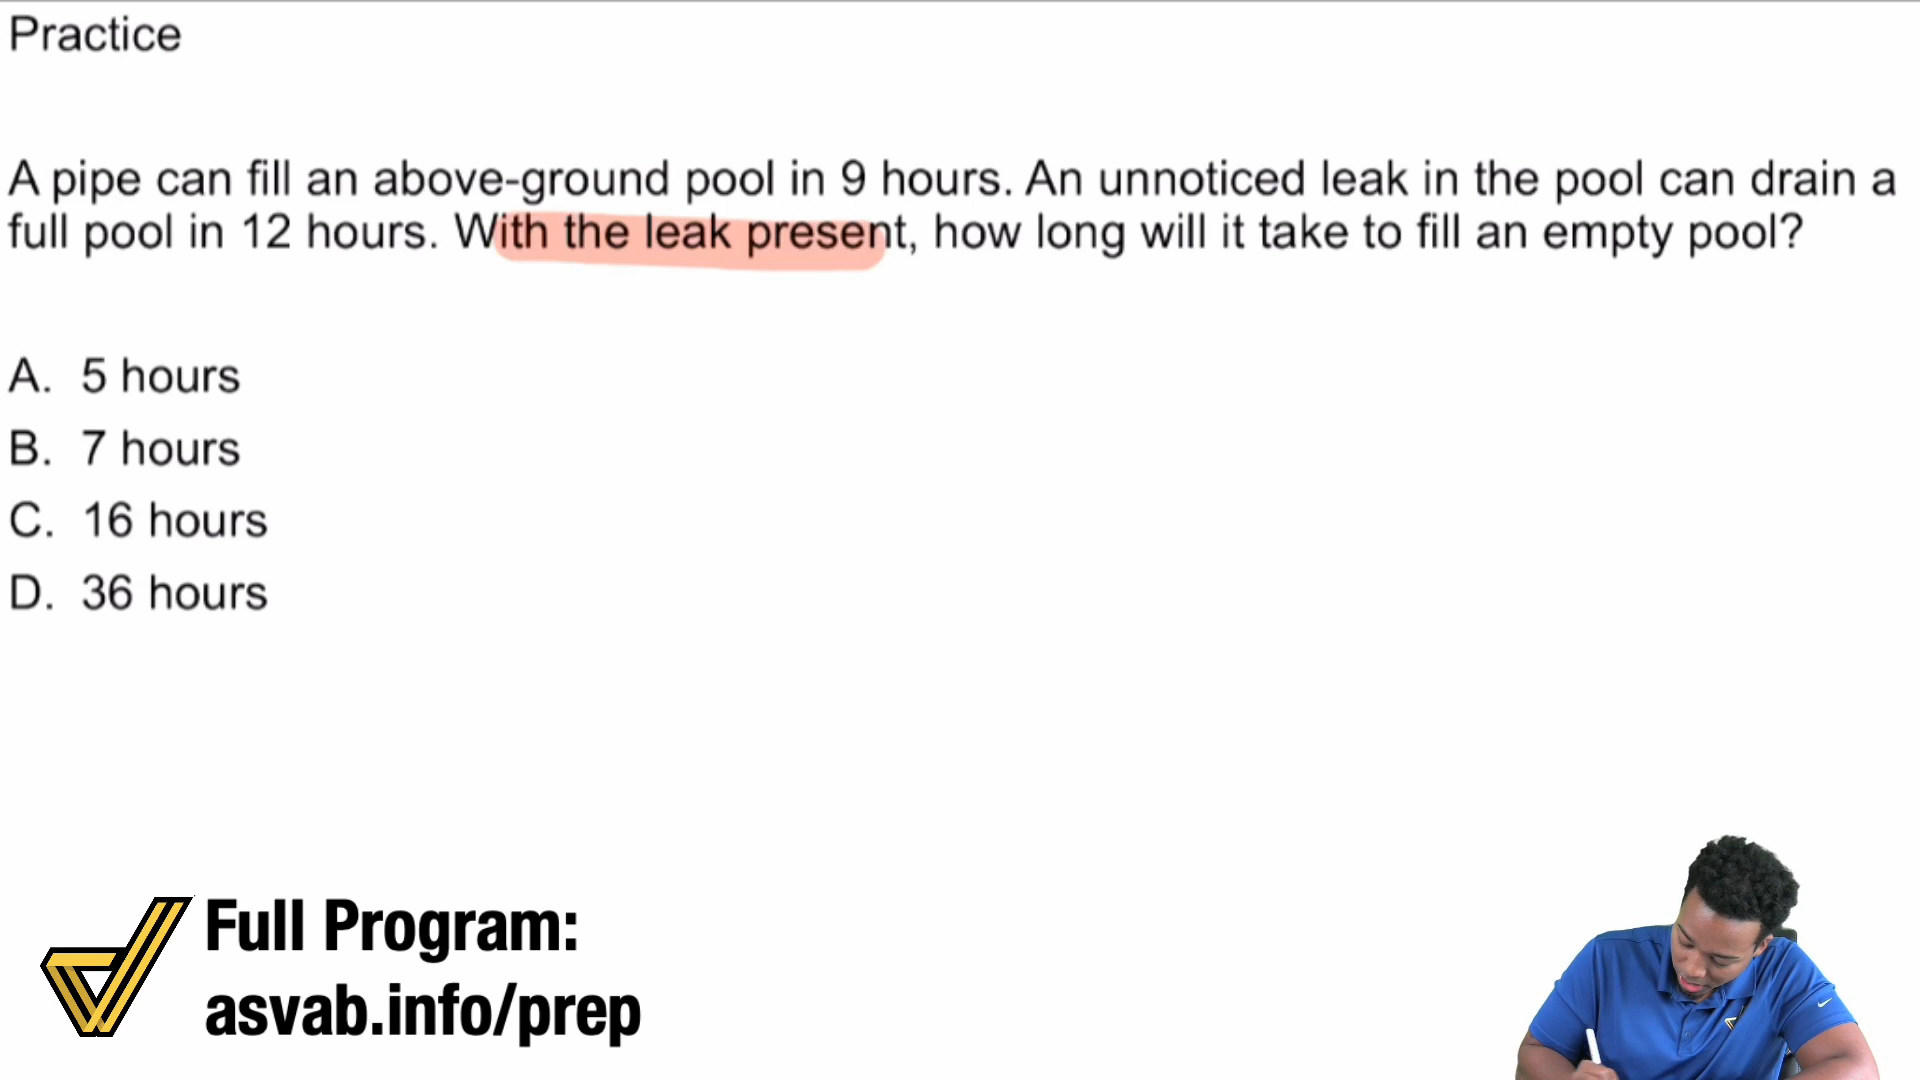 Practice
A pipe can fill an above-ground pool in 9 hours. An unnoticed leak in the pool can drain a
full pool in 12 hours. With the leak present, how long will it take to fill an empty pool?
A. 5 hours
B. 7 hours
C. 16 hours
D. 36 hours
Full Program:
asvab.info/prep